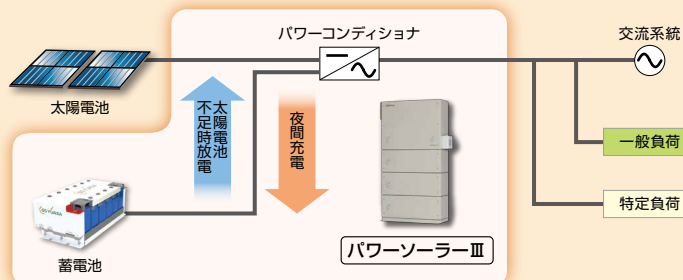 パワーコンディショナ
交流系統
太陽電池
太陽電池
不足時放電
夜間充電
一般負荷
特定負荷
パワーソーラーⅢ
蓄電池